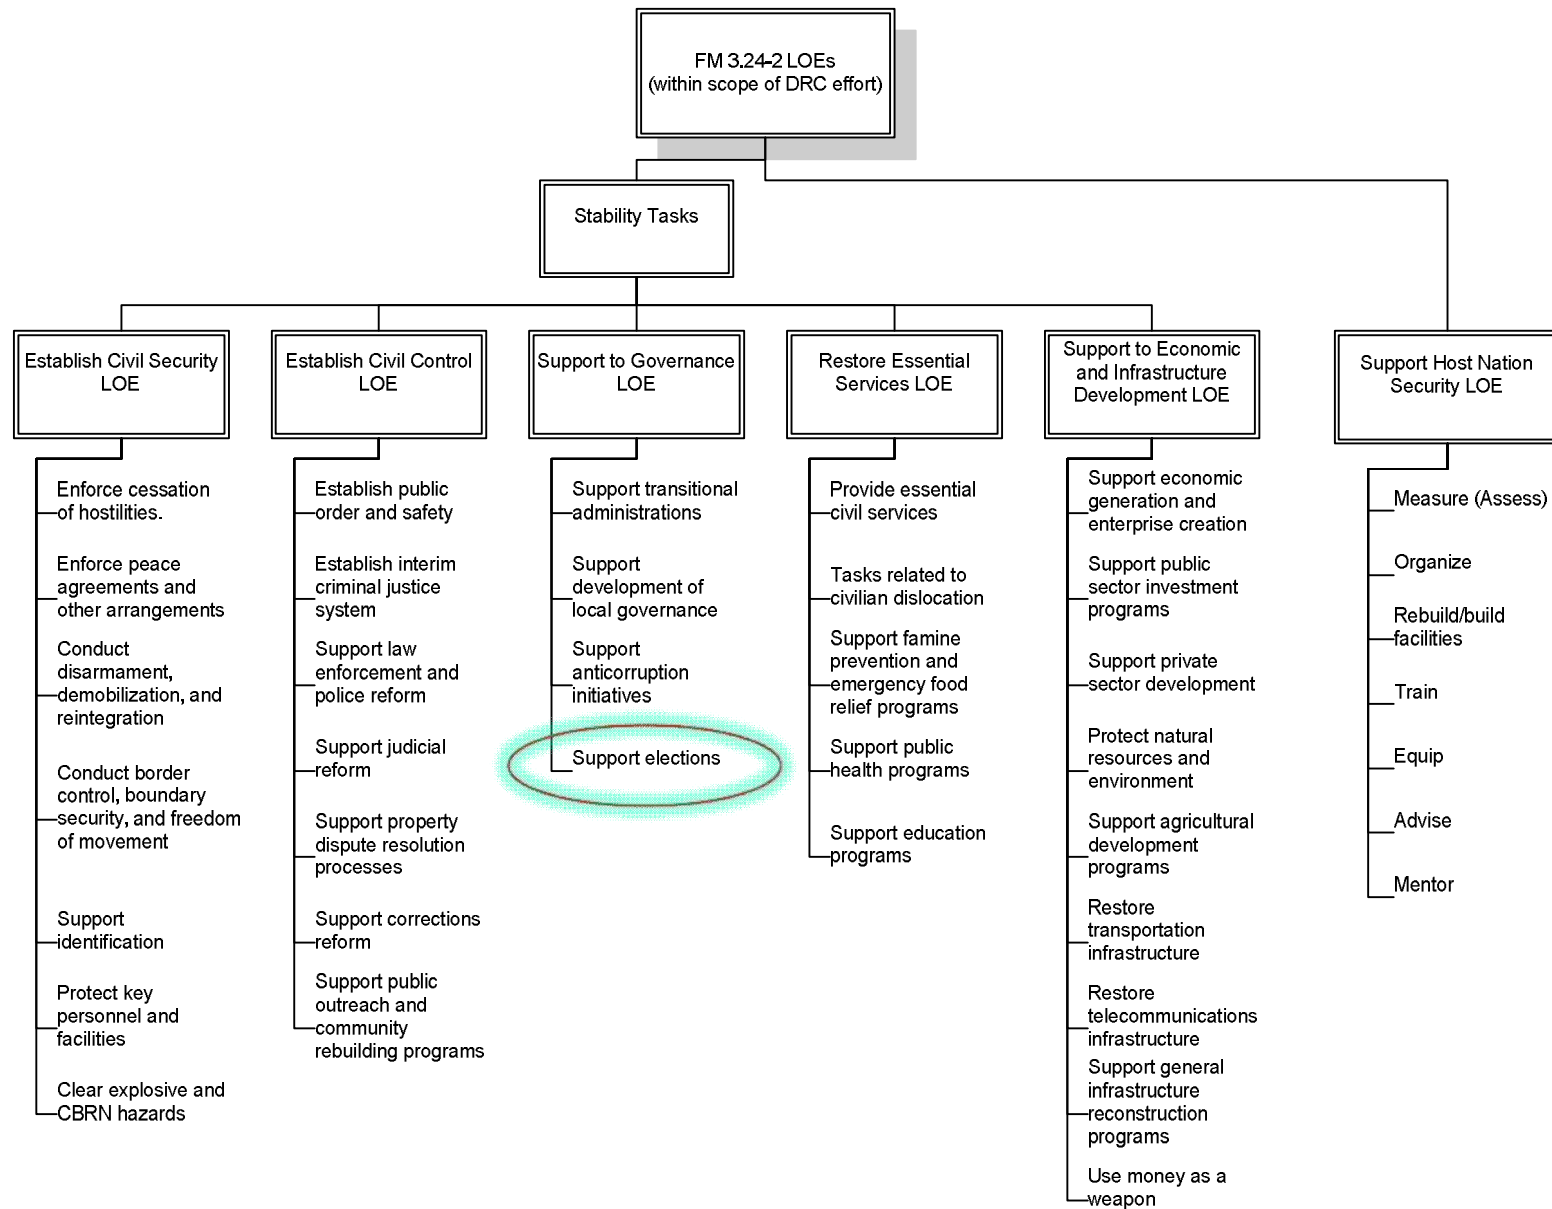 FM 3.24-2 LOEs
(within scope of DRC effort)
Stability Tasks
Establish Civil Security
LOE
Enforce cessation
of hostilities.
Enforce peace
agreements and
other arrangements
Conduct
disarmament,
demobilization, and
reintegration
Conduct border
control, boundary
security, and freedom
of movement
Support
identification
Protect key
personnel and
facilities
Clear explosive and
CBRN hazards
Establish Civil Control
LOE
Establish public
order and safety
Establish interim
criminal justice
system
Support law
enforcement and
police reform
Support judicial
reform
Support property
dispute resolution
processes
Support corrections
reform
Support public
outreach and
community
rebuilding programs
Support to Governance
LOE
Support transitional
administrations
Support
development of
local governance
Support
anticorruption
initiatives
Support elections
Restore Essential
Services LOE
Provide essential
civil services
Tasks related to
civilian dislocation
Support famine
prevention and
emergency food
relief programs
Support public
health programs
Support education
programs
Support to Economic
and Infrastructure
Development LOE
Support economic
generation and
enterprise creation
Support public
sector investment
programs
Support private
sector development
Protect natural
resources and
environment
Support agricultural
development
programs
Restore
transportation
infrastructure
Restore
telecommunications
infrastructure
Support general
infrastructure
reconstruction
programs
Use money as a
weapon
Support Host Nation
Security LOE
Measure (Assess)
Organize
Rebuild/build
facilities
Train
Equip
Advise
Mentor